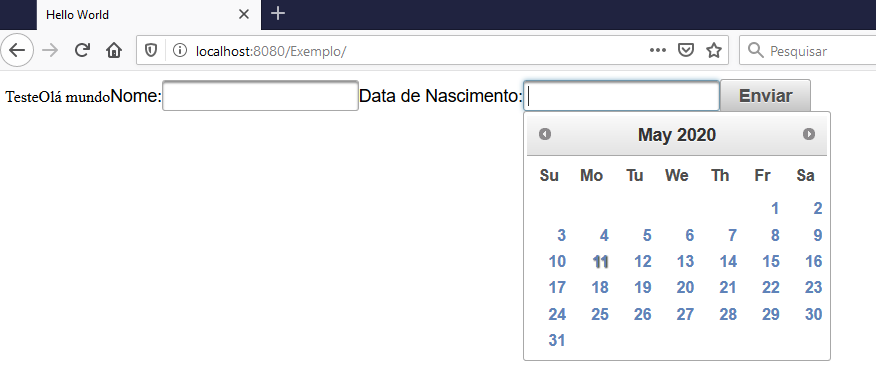 Hello World
localhost:8080/Exemplo/
Pesquisar
TesteOlá mundoNome: Data de Nascimento: Enviar
May 2020
Su Mo Tu We Th Fr Sa
1 2
3 4 5 6 7 8 9
10 11 12 13 14 15 16
17 18 19 20 21 22 23
24 25 26 27 28 29 30
31